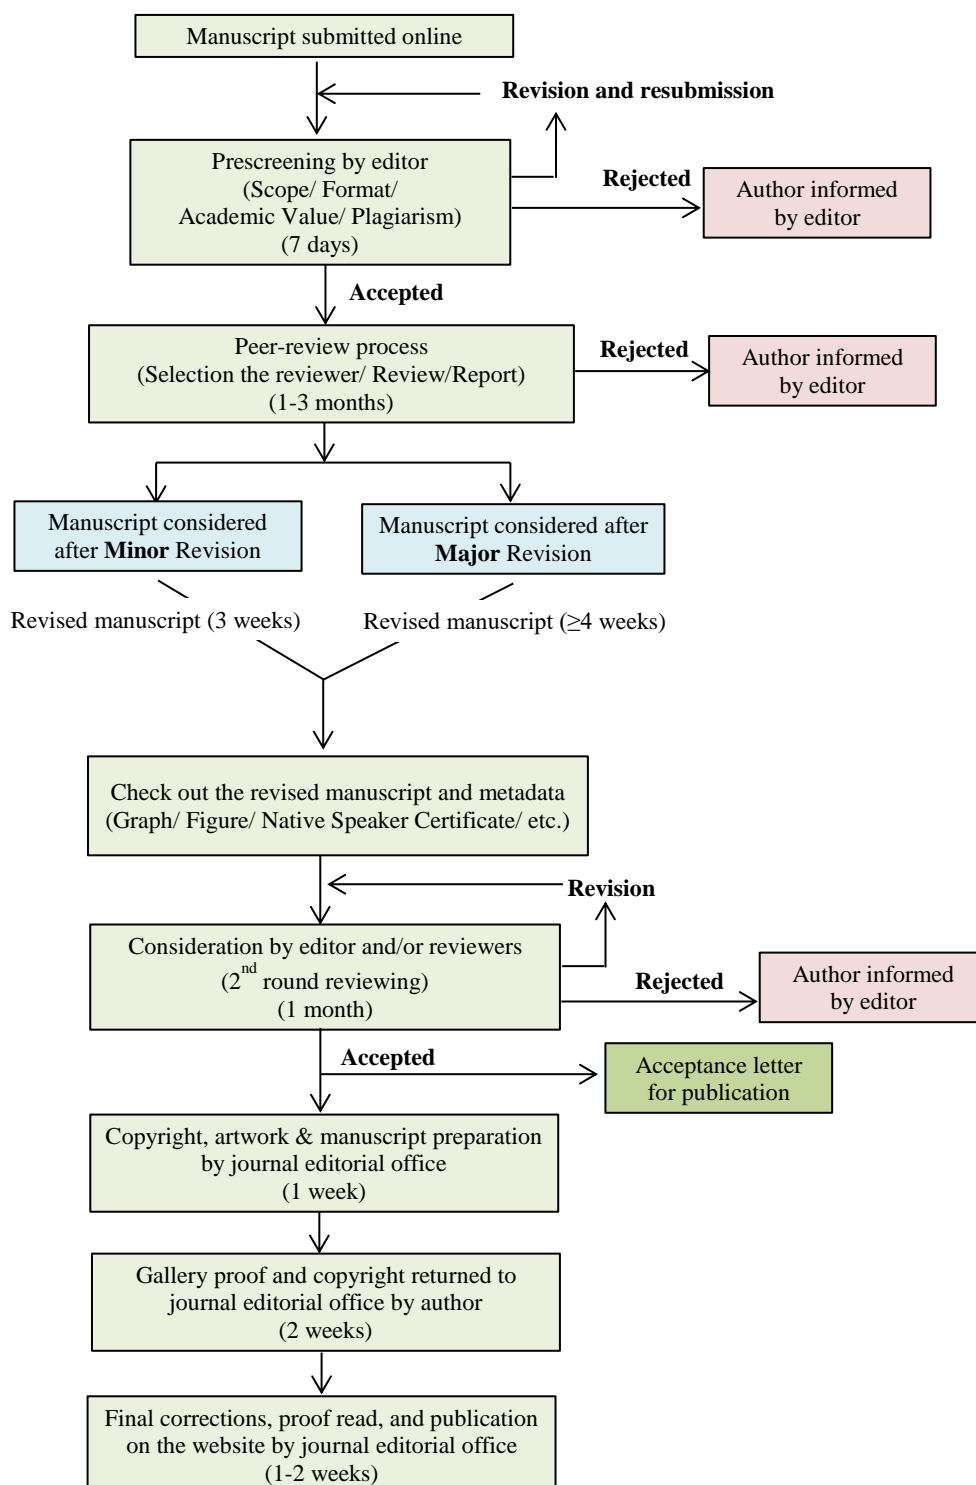 Manuscript submitted online
Revision and resubmission
Prescreening by editor
(Scope/ Format/
Academic Value/ Plagiarism)
(7 days)
Rejected
Author informed
by editor
Accepted
Peer-review process
(Selection the reviewer/ Review/Report)
(1-3 months)
Rejected
Author informed
by editor
Manuscript considered
after Minor Revision
Manuscript considered after
Major Revision
Revised manuscript (3 weeks)
Revised manuscript (≥4 weeks)
Check out the revised manuscript and metadata
(Graph/ Figure/ Native Speaker Certificate/ etc.)
Revision
Consideration by editor and/or reviewers
(2nd round reviewing)
(1 month)
Rejected
Author informed
by editor
Accepted
Acceptance letter
for publication
Copyright, artwork & manuscript preparation
by journal editorial office
(1 week)
Gallery proof and copyright returned to
journal editorial office by author
(2 weeks)
Final corrections, proof read, and publication
on the website by journal editorial office
(1-2 weeks)